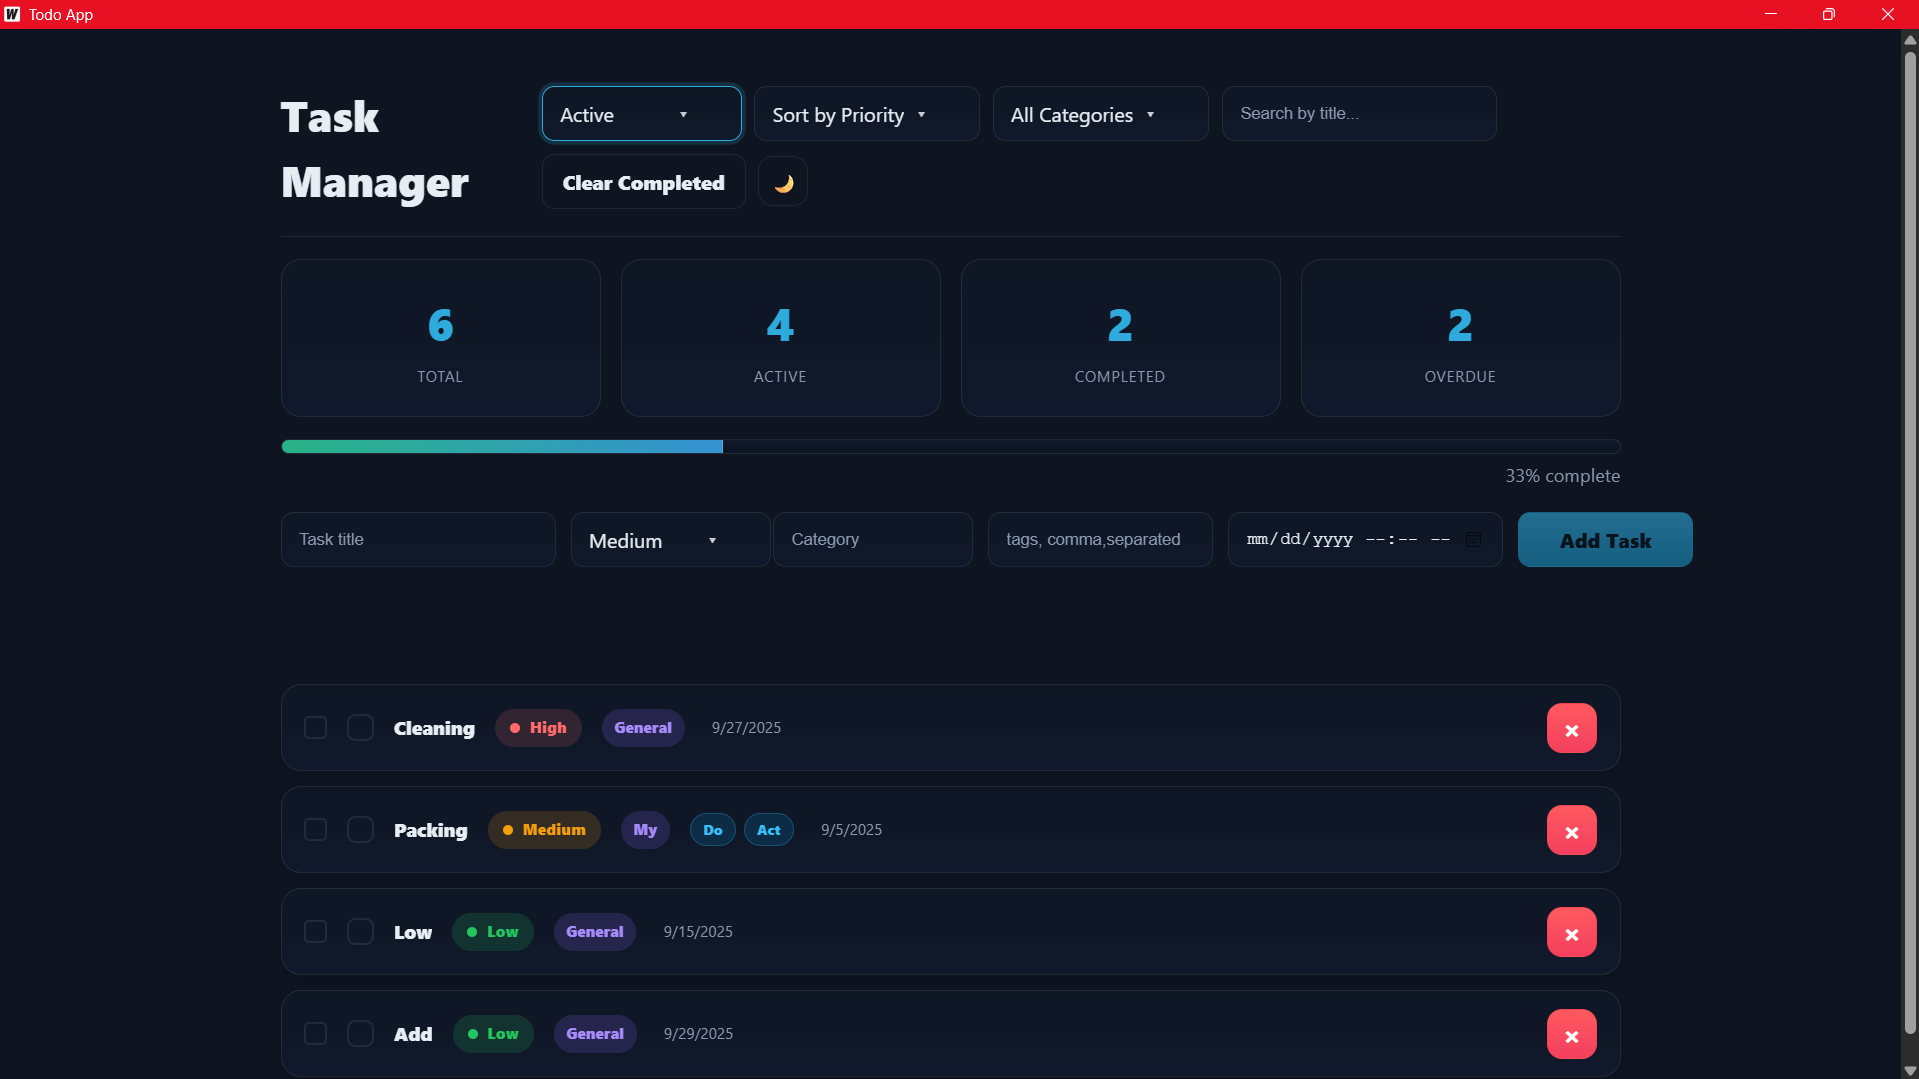 W Todo App
Task
Manager
Active
Sort by Priority
All Categories
Search by title...
Clear Completed
6
TOTAL
4
ACTIVE
2
COMPLETED
2
OVERDUE
33% complete
Task title
Medium
Category
tags, comma,separated
mm/dd/yyyy --:-- --
Add Task
Cleaning High General 9/27/2025
Packing Medium My Do Act 9/5/2025
Low Low General 9/15/2025
Add Low General 9/29/2025